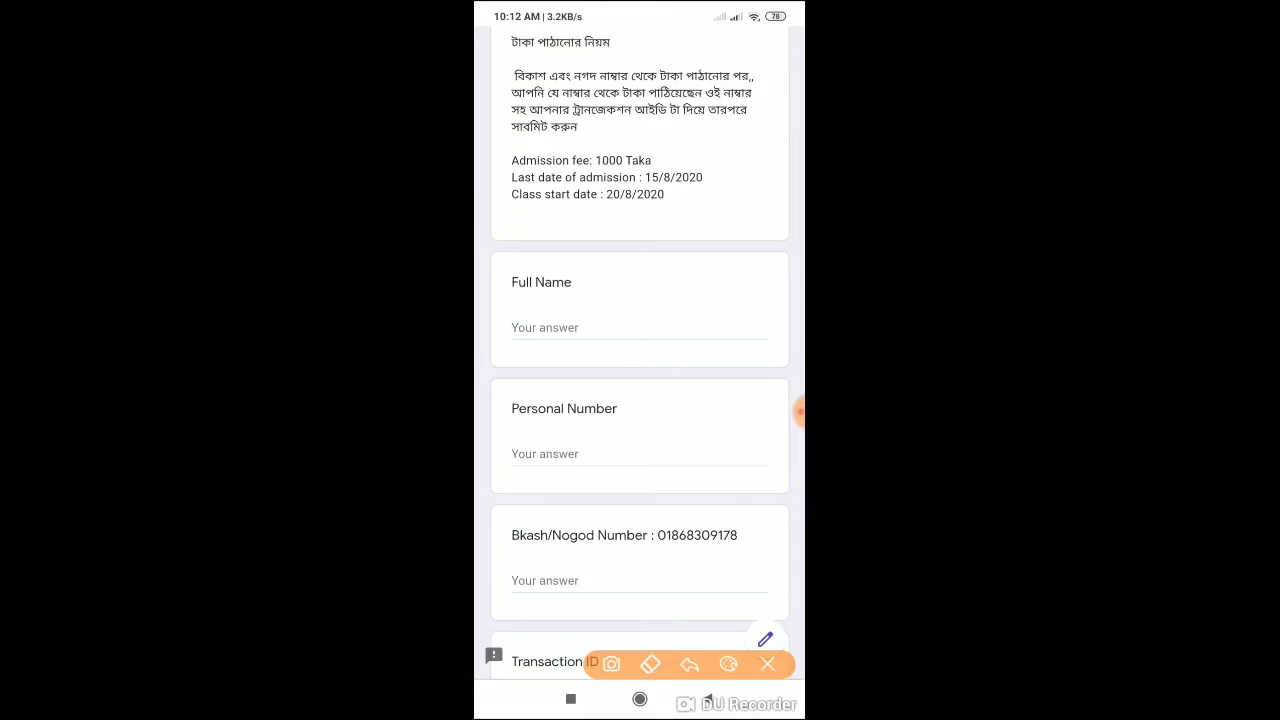 10:12 AM | 3.2KB/s
78
টাকা পাঠানোর নিয়ম
বিকাশ এবং নগদ নাম্বার থেকে টাকা পাঠানোর পর,,
আপনি যে নাম্বার থেকে টাকা পাঠিয়েছেন ওই নাম্বার
সহ আপনার ট্রানজেকশন আইডি টা দিয়ে তারপরে
সাবমিট করুন
Admission fee: 1000 Taka
Last date of admission : 15/8/2020
Class start date : 20/8/2020
Full Name
Your answer
Personal Number
Your answer
Bkash/Nogod Number : 01868309178
Your answer
Transaction ID
DU Recorder